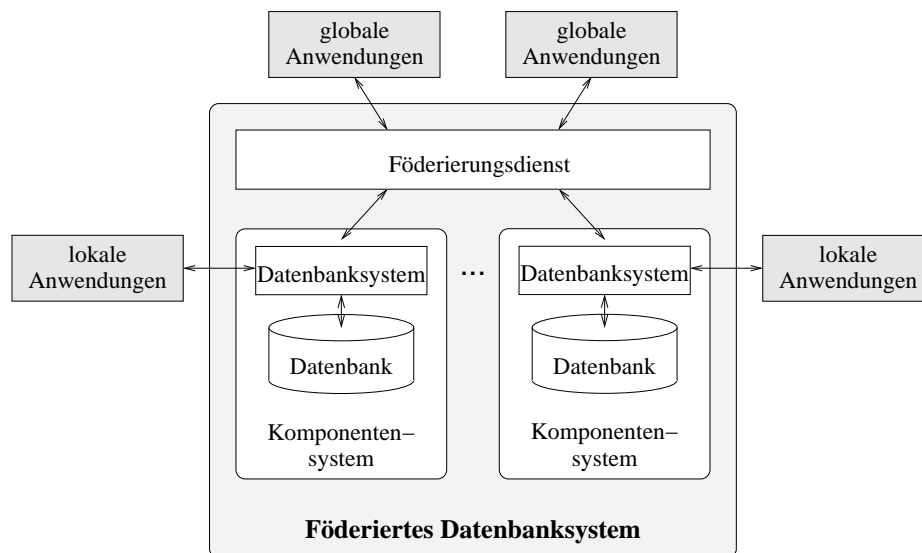 globale
Anwendungen
globale
Anwendungen
Föderierungsdienst
lokale
Anwendungen
Datenbanksystem
...
Datenbanksystem
lokale
Anwendungen
Datenbank
Datenbank
Komponenten−
system
Komponenten−
system
Föderiertes Datenbanksystem